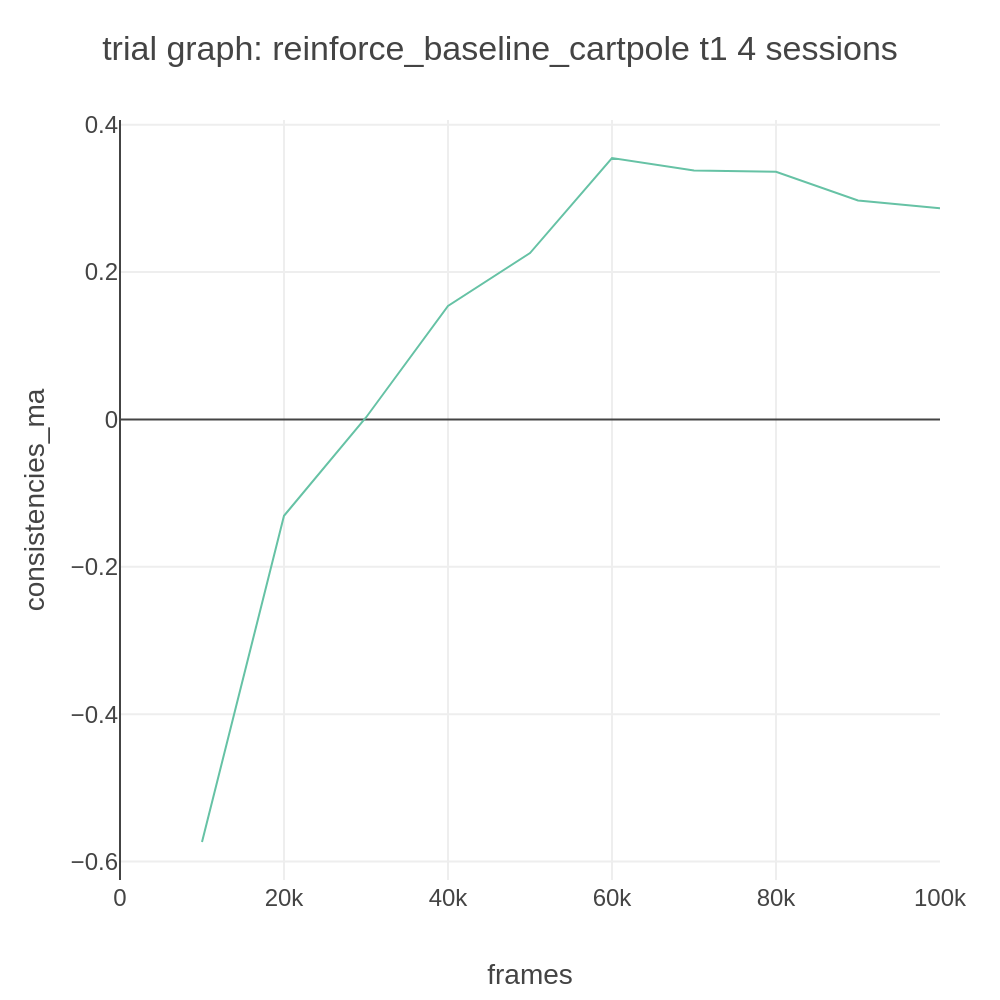 trial graph: reinforce_baseline_cartpole t1 4 sessions
consistencies_ma
0.4
0.2
0
−0.2
−0.4
−0.6
0
20k
40k
60k
80k
100k
frames